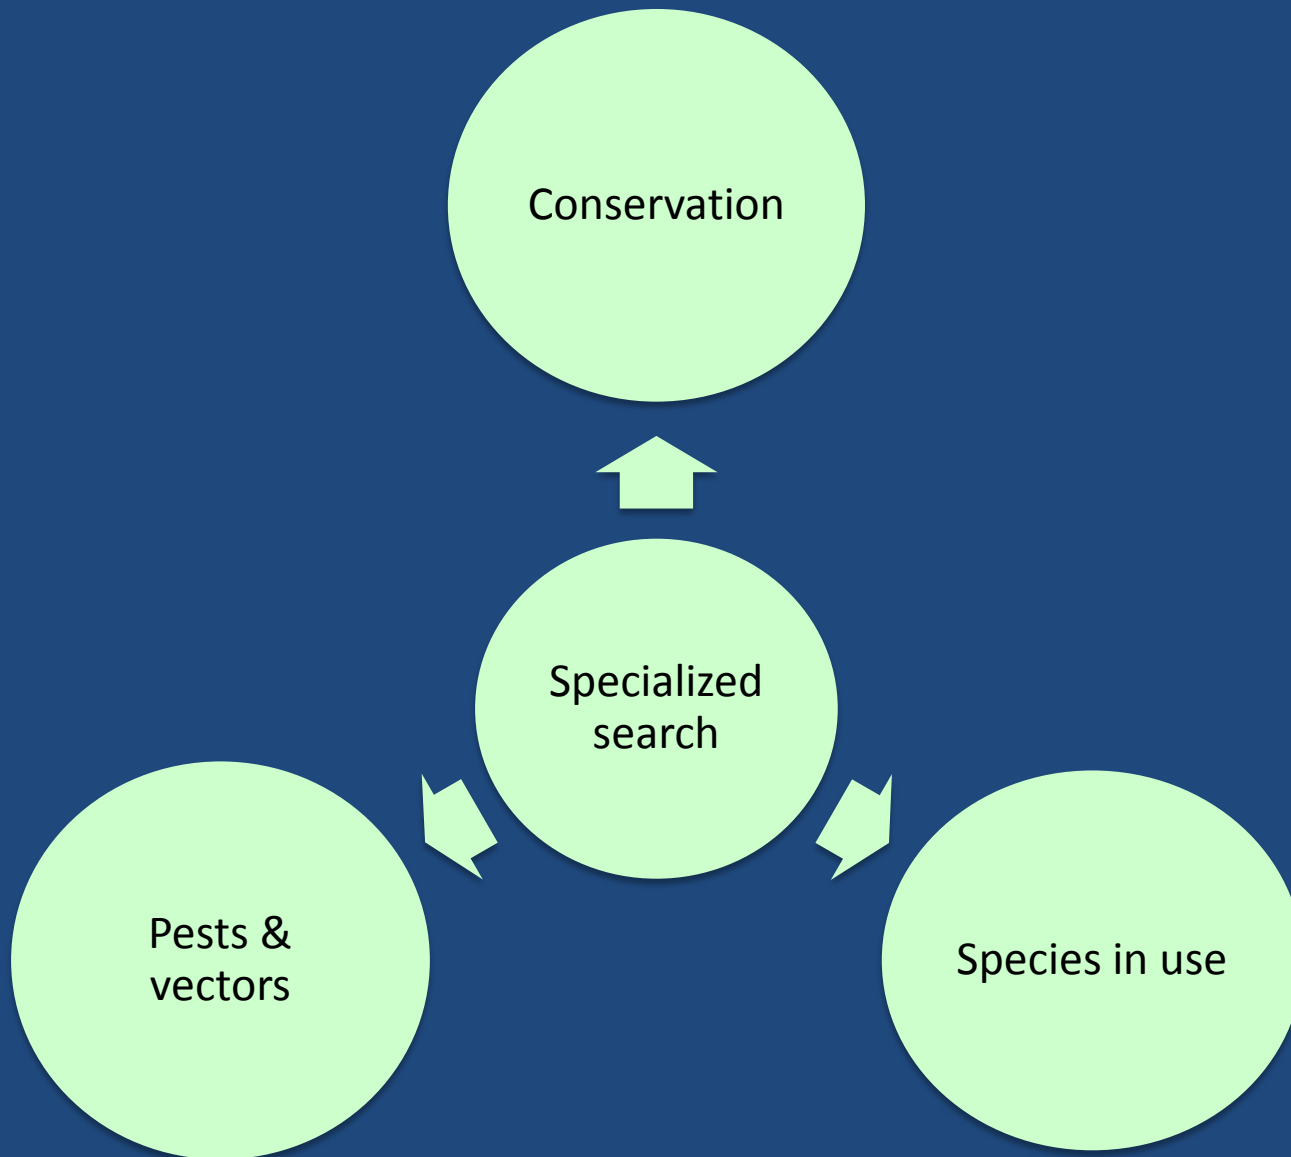 Conservation
Specialized
search
Pests &
vectors
Species in use